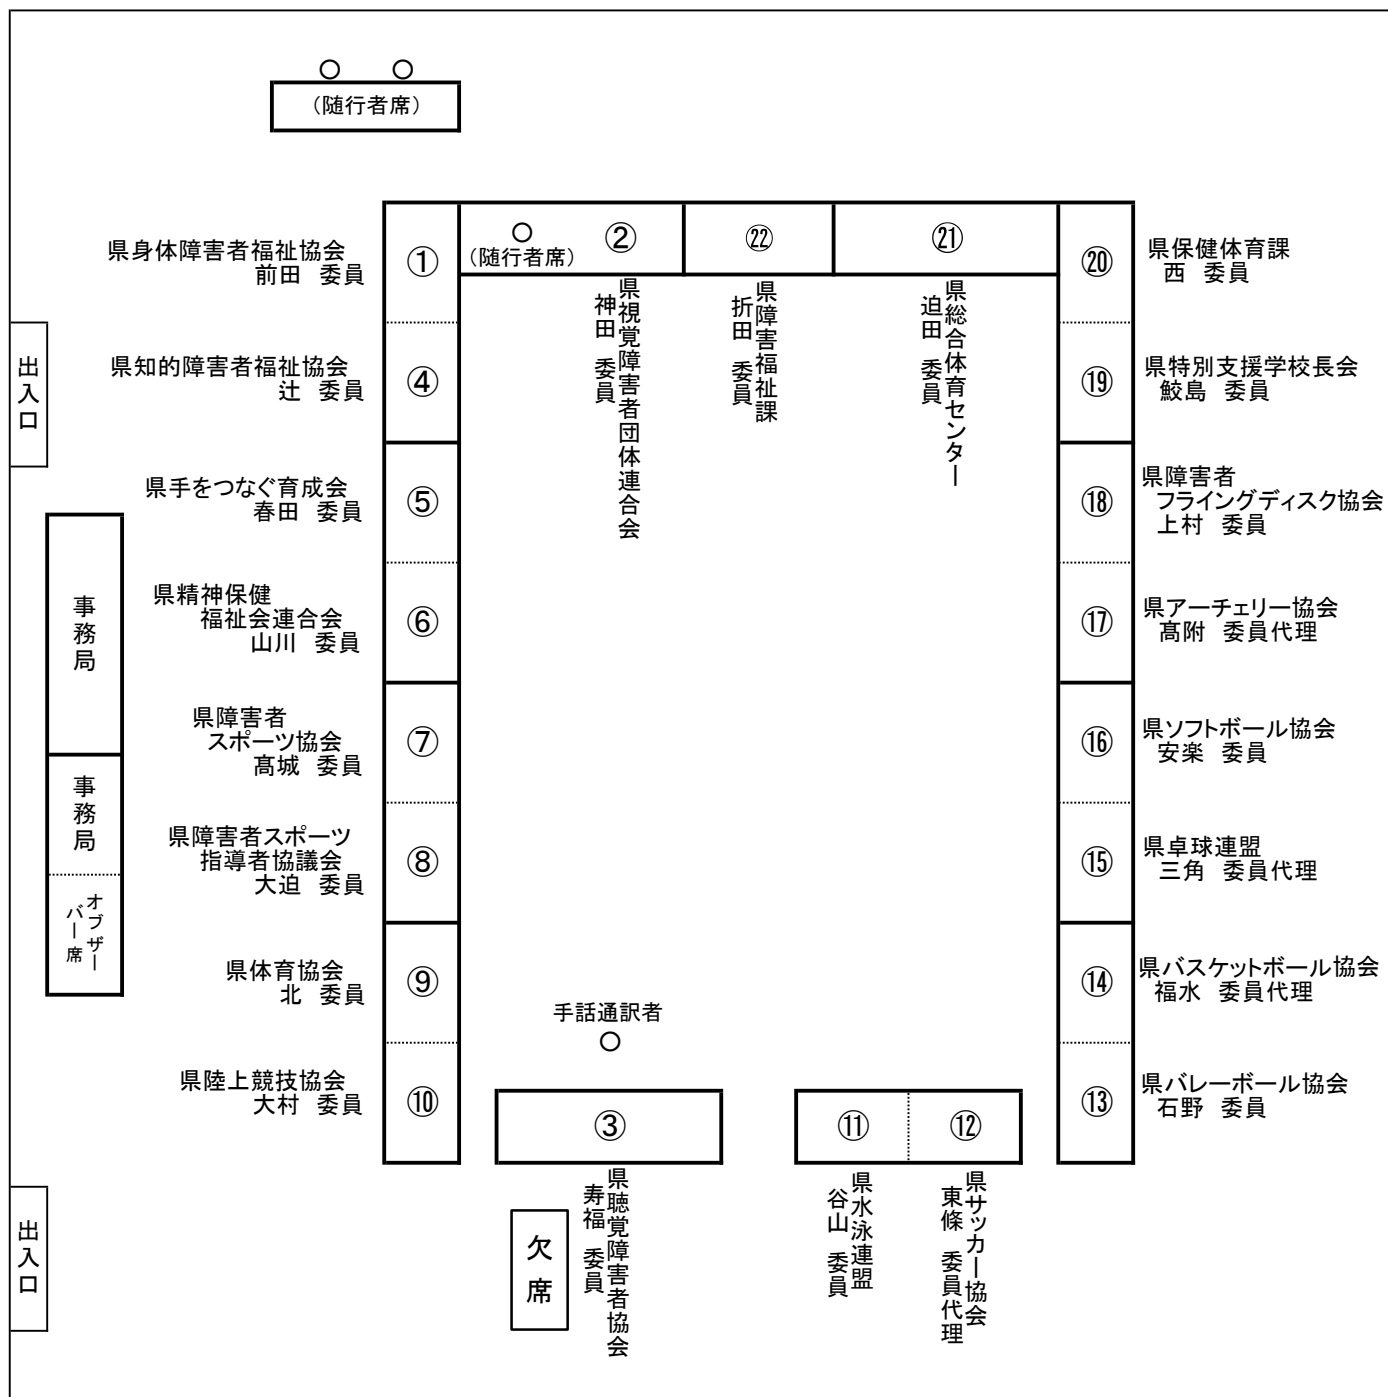 （随行者席）
県身体障害者福祉協会
前田　委員
①
（随行者席）
②
県視覚障害者団体連合会
神田　委員
㉒
県障害福祉課
折田　委員
㉑
県総合体育センター
迫田　委員
⑳
県保健体育課
西　委員
出入口
県知的障害者福祉協会
辻　委員
④
⑲
県特別支援学校長会
鮫島　委員
県手をつなぐ育成会
春田　委員
⑤
⑱
県障害者
フライングディスク協会
上村　委員
事務局
県精神保健
福祉会連合会
山川　委員
⑥
⑰
県アーチェリー協会
髙附　委員代理
県障害者
スポーツ協会
髙城　委員
⑦
⑯
県ソフトボール協会
安楽　委員
事務局
県障害者スポーツ
指導者協議会
大迫　委員
⑧
⑮
県卓球連盟
三角　委員代理
オブザー
バー席
県体育協会
北　委員
⑨
⑭
県バスケットボール協会
福水　委員代理
手話通訳者
県陸上競技協会
大村　委員
⑩
③
県聴覚障害者協会
寿福　委員
欠席
⑪
県水泳連盟
谷山　委員
⑫
県サッカー協会
東條　委員代理
⑬
県バレーボール協会
石野　委員
出入口